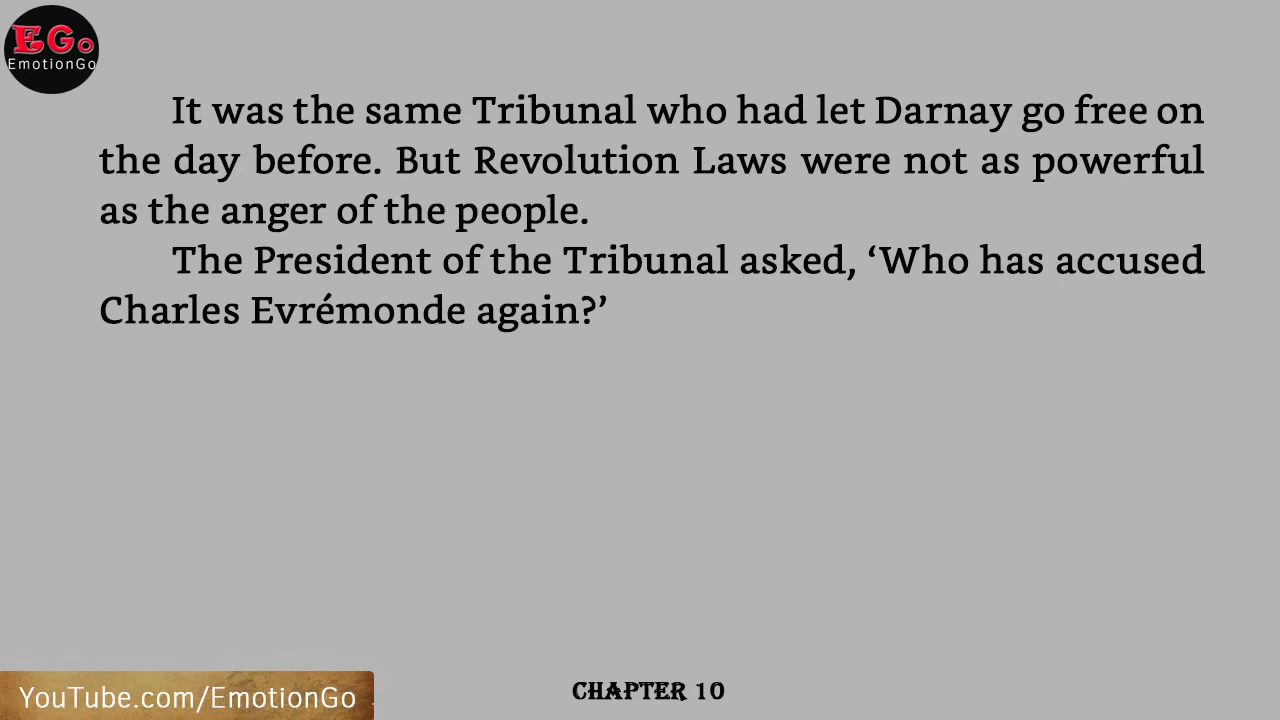 EGo
EmotionGo
It was the same Tribunal who had let Darnay go free on
the day before. But Revolution Laws were not as powerful
as the anger of the people.
The President of the Tribunal asked, ‘Who has accused
Charles Evrémonde again?’
YouTube.com/EmotionGo
CHAPTER 10